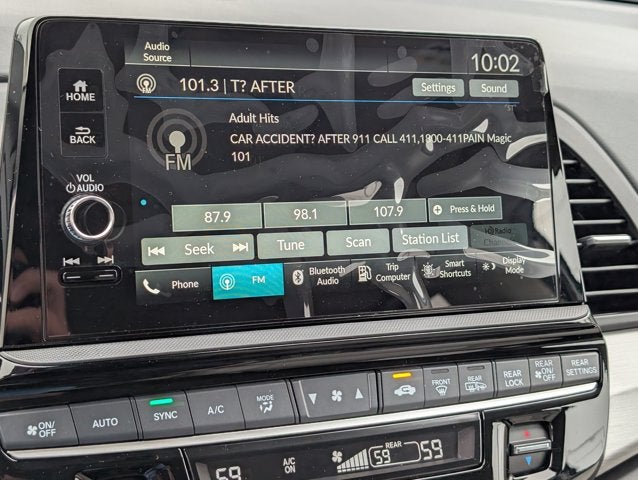 Audio
Source
10:02
HOME
101.3 | T? AFTER
Settings
Sound
BACK
Adult Hits
CAR ACCIDENT? AFTER 911 CALL 411,1800-411PAIN Magic
101
FM
VOL
AUDIO
87.9
98.1
107.9
Press & Hold
Seek
Tune
Scan
Station List
HD Radio
Phone
FM
Bluetooth
Audio
Trip
Computer
Smart
Shortcuts
Display
Mode
ON/
OFF
AUTO
SYNC
A/C
MODE
FRONT
REAR
REAR
LOCK
REAR
ON/
OFF
REAR
SETTINGS
59
A/C
ON
REAR
59
59